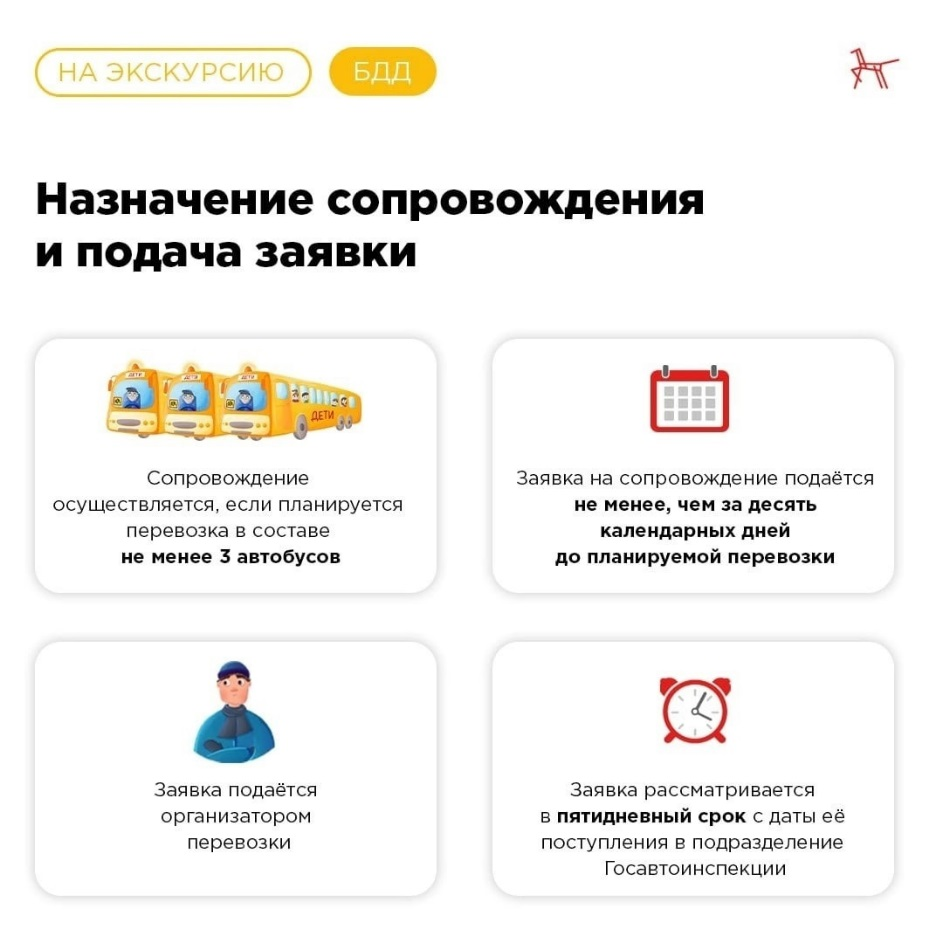 НА ЭКСКУРСИЮ
БДД
Назначение сопровождения
и подача заявки
ДЕТИ
ДЕТИ
ДЕТИ
ДЕТИ
Сопровождение
осуществляется, если планируется
перевозка в составе
не менее 3 автобусов
Заявка на сопровождение подаётся
не менее, чем за десять
календарных дней
до планируемой перевозки
Заявка подаётся
организатором
перевозки
Заявка рассматривается
в пятидневный срок с даты её
поступления в подразделение
Госавтоинспекции